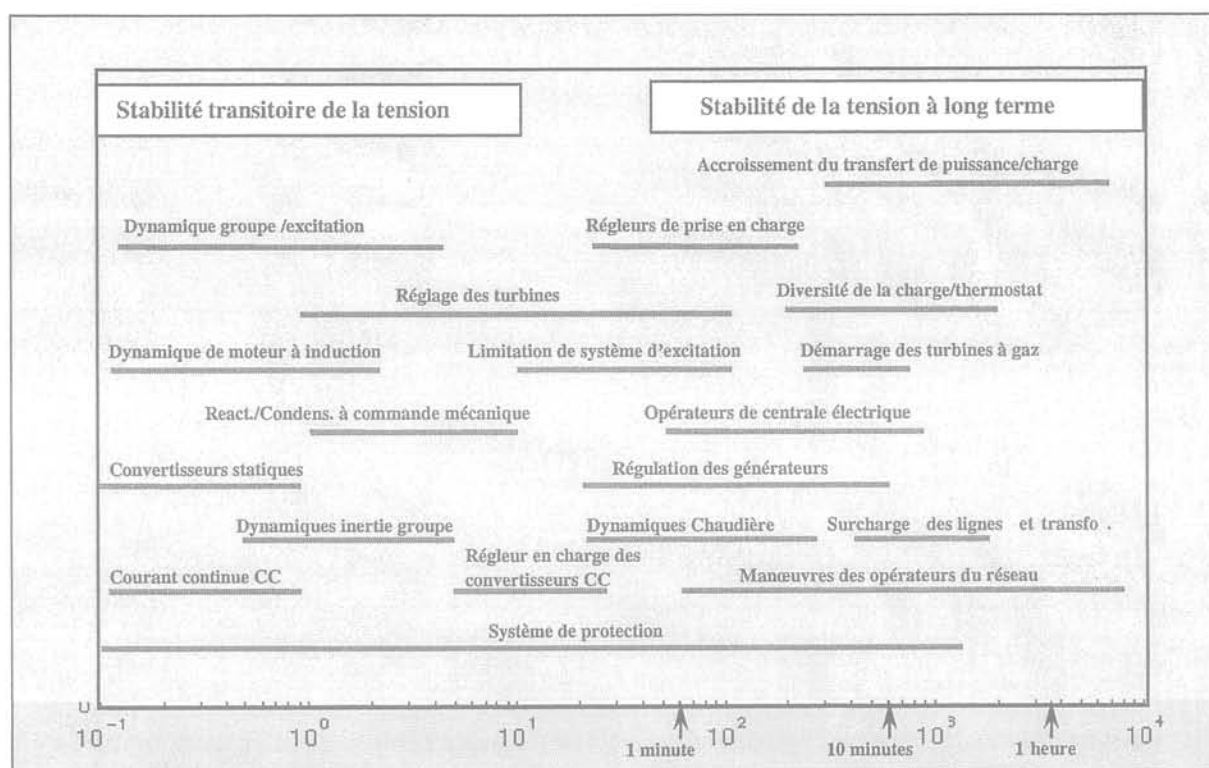 Stabilité transitoire de la tension
Stabilité de la tension à long terme
Accroissement du transfert de puissance/charge
Dynamique groupe /excitation
Régleurs de prise en charge
Réglage des turbines
Diversité de la charge/thermostat
Dynamique de moteur à induction
Limitation de système d'excitation
Démarrage des turbines à gaz
React./Condens. à commande mécanique
Opérateurs de centrale électrique
Convertisseurs statiques
Régulation des générateurs
Dynamiques inertie groupe
Dynamiques Chaudière
Surcharge des lignes et transfo .
Régleur en charge des
convertisseurs CC
Courant continue CC
Manœuvres des opérateurs du réseau
Système de protection
10⁻¹ 10⁰ 10¹ 10² 10³ 10⁴
1 minute 10 minutes 1 heure